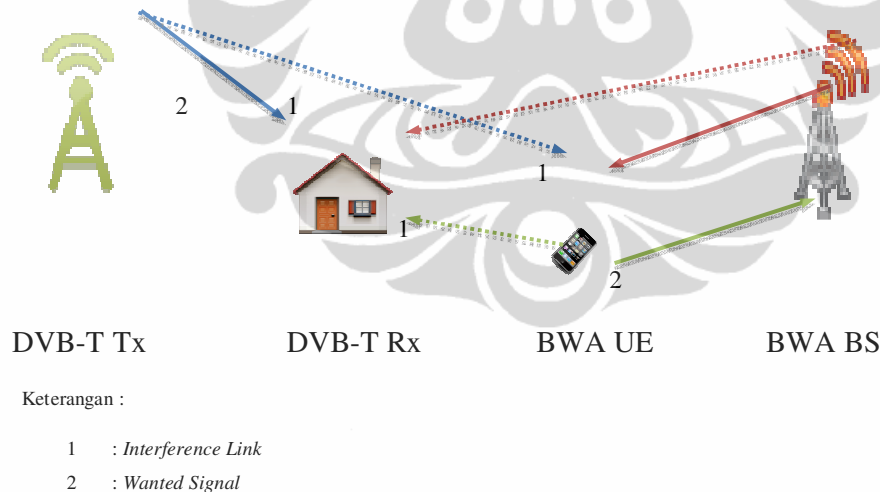 2
1
1
1
2
DVB-T Tx DVB-T Rx BWA UE BWA BS
Keterangan :
1 : Interference Link
2 : Wanted Signal